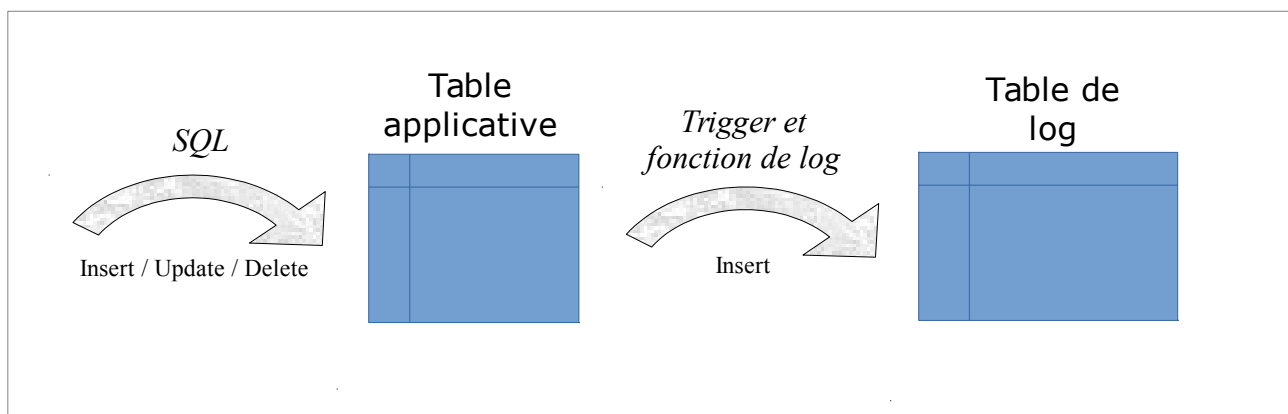 SQL
Insert / Update / Delete
Table
applicative
Trigger et
fonction de log
Insert
Table de
log